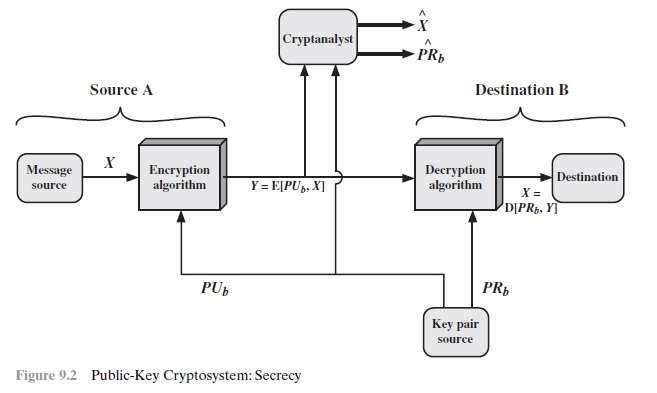 X̂
Cryptanalyst
P̂R_b
Source A
Destination B
Message
source
X
Encryption
algorithm
Y = E[PU_b, X]
Decryption
algorithm
X =
D[PR_b, Y]
Destination
PU_b
PR_b
Key pair
source
Figure 9.2 Public-Key Cryptosystem: Secrecy